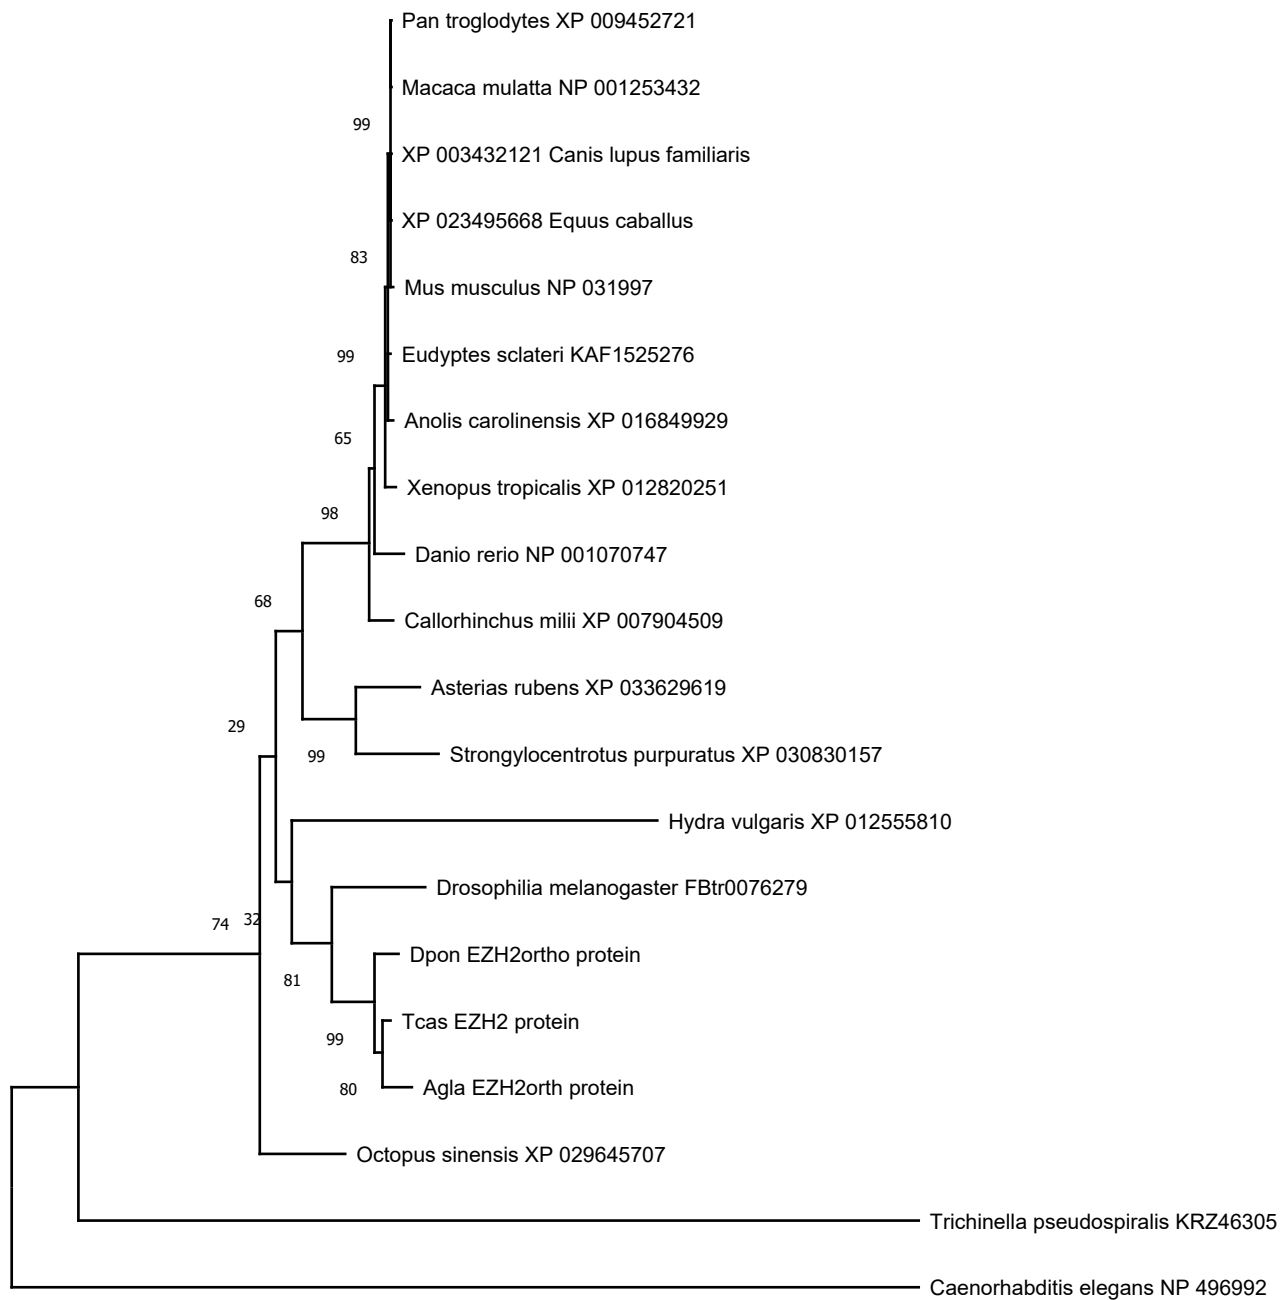 Pan troglodytes XP 009452721
Macaca mulatta NP 001253432
99
XP 003432121 Canis lupus familiaris
XP 023495668 Equus caballus
83
Mus musculus NP 031997
99
Eudyptes sclateri KAF1525276
Anolis carolinensis XP 016849929
65
Xenopus tropicalis XP 012820251
98
Danio rerio NP 001070747
68
Callorhinchus milii XP 007904509
Asterias rubens XP 033629619
29
99
Strongylocentrotus purpuratus XP 030830157
Hydra vulgaris XP 012555810
Drosophilia melanogaster FBtr0076279
74
32
Dpon EZH2ortho protein
81
Tcas EZH2 protein
99
80
Agla EZH2orth protein
Octopus sinensis XP 029645707
Trichinella pseudospiralis KRZ46305
Caenorhabditis elegans NP 496992